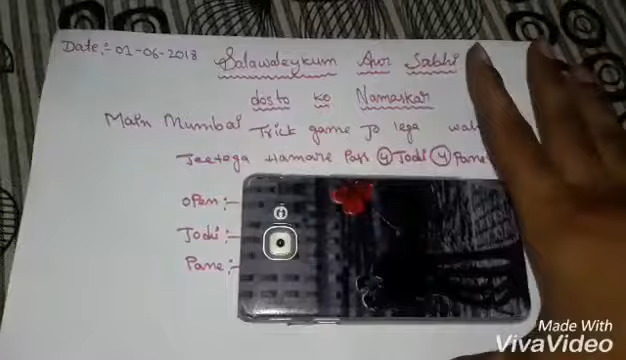 Date:- 01-06-2018
Salawaleykum Aur Sabhi
dosto ko Namaskar
Main Mumbai Trick game Jo lega wah
Jeetega Hamare Pass 4 Jodi 4 Pane
open:-
Jodi:-
Pane:-
Made With
VivaVideo